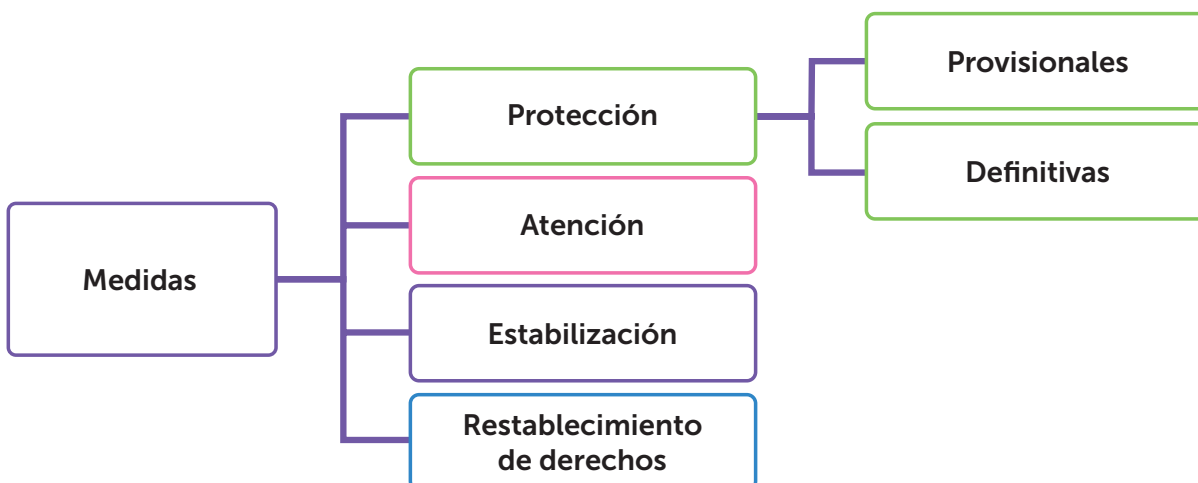 Medidas
Protección
Provisionales
Definitivas
Atención
Estabilización
Restablecimiento
de derechos